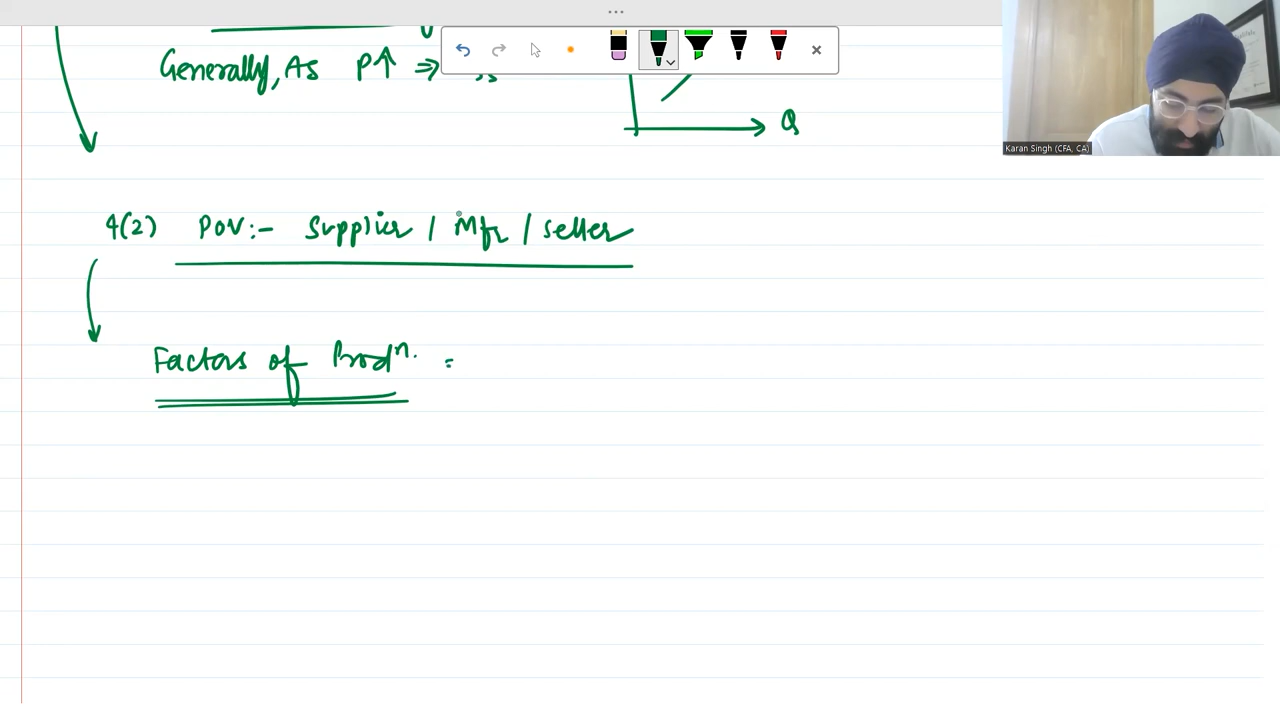 Generally, As P↑ ⇒
Q
Karan Singh (CFA, CA)
4(2) POV:- Supplier / Mfr / Seller
Factors of Prodⁿ. =